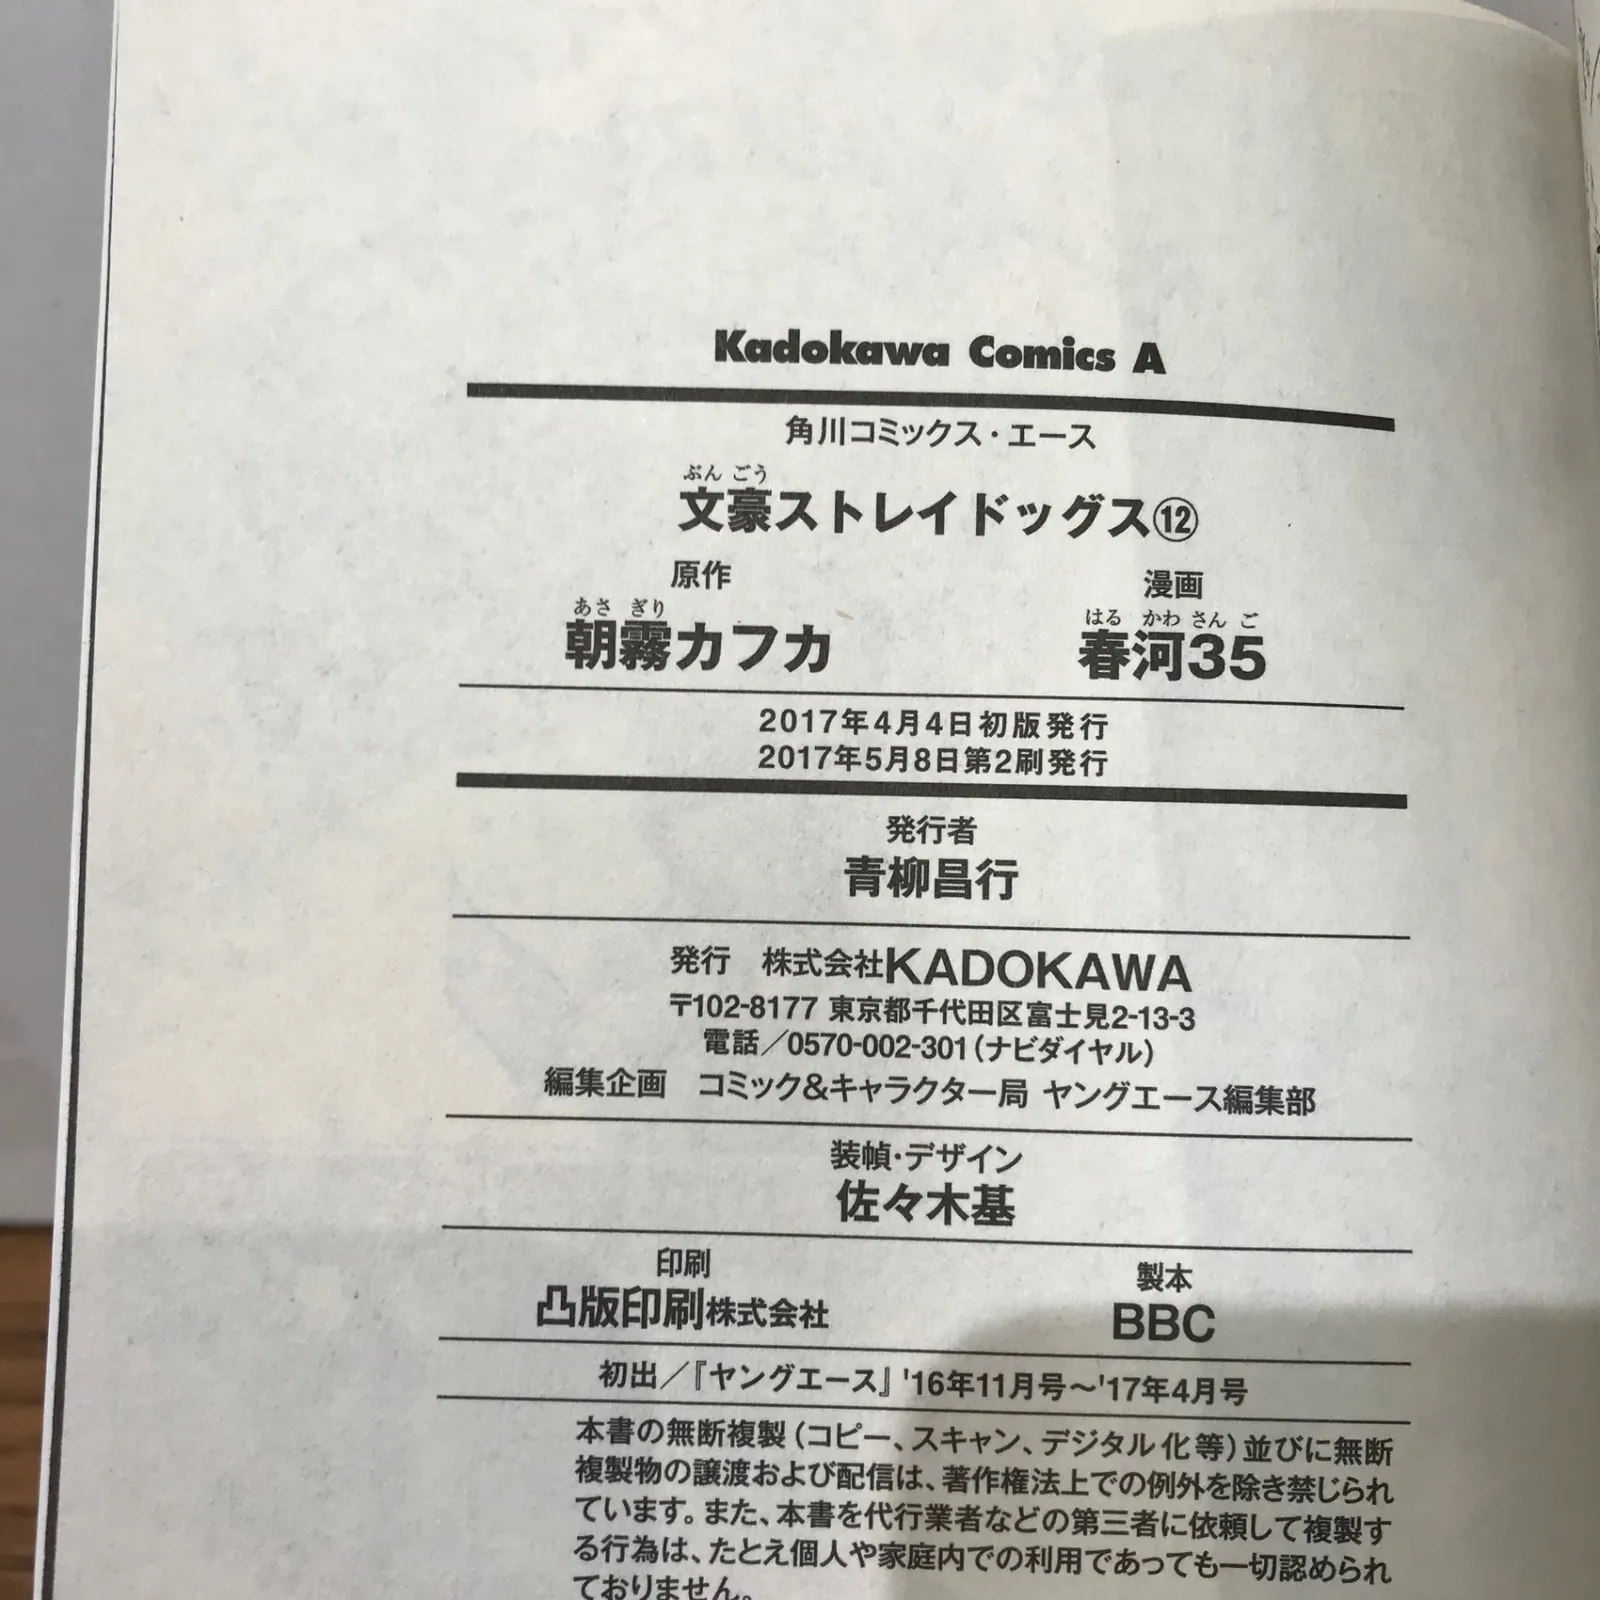 Kadokawa Comics A
角川コミックス・エース
ぶん ごう
文豪ストレイドッグス⑫
原作
あさ ぎり
朝霧カフカ
漫画
はる かわ さん ご
春河35
2017年4月4日初版発行
2017年5月8日第2刷発行
発行者
青柳昌行
発行 株式会社KADOKAWA
〒102-8177 東京都千代田区富士見2-13-3
電話／0570-002-301（ナビダイヤル）
編集企画 コミック&キャラクター局 ヤングエース編集部
装幀・デザイン
佐々木基
印刷
凸版印刷株式会社
製本
BBC
初出／『ヤングエース』'16年11月号〜'17年4月号
本書の無断複製（コピー、スキャン、デジタル化等）並びに無断
複製物の譲渡および配信は、著作権法上での例外を除き禁じられ
ています。また、本書を代行業者などの第三者に依頼して複製す
る行為は、たとえ個人や家庭内での利用であっても一切認められ
ておりません。